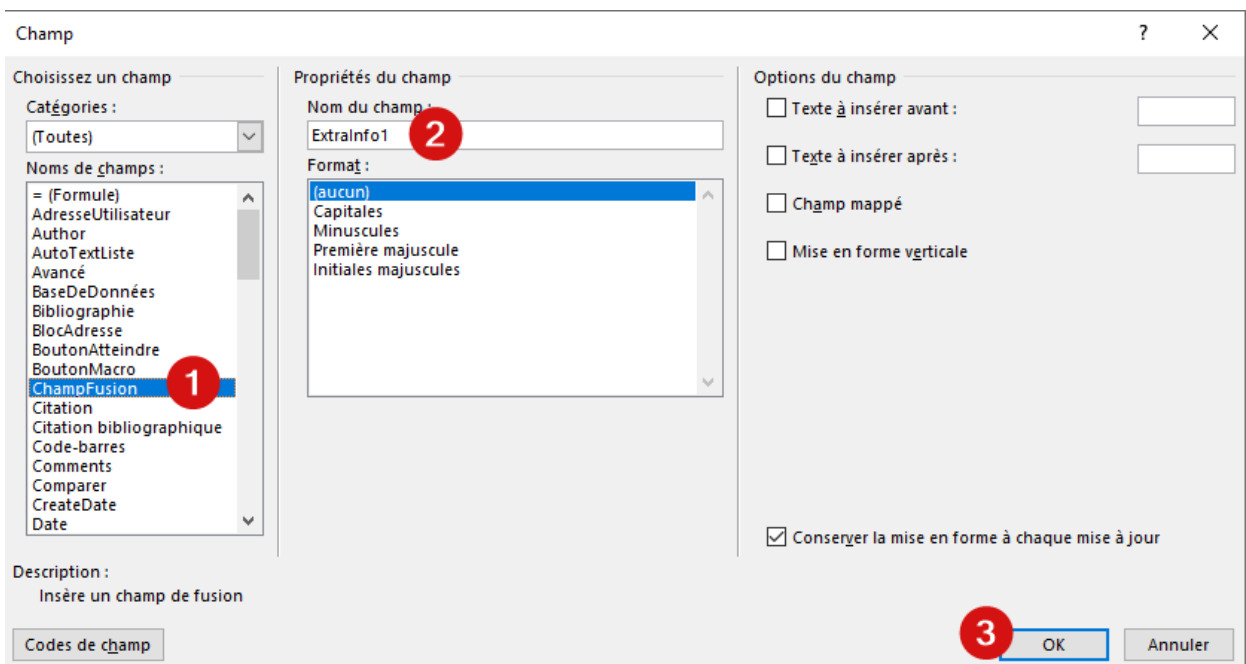 Champ
?
Choisissez un champ
Catégories :
(Toutes)
Noms de champs :
= (Formule)
AdresseUtilisateur
Author
AutoTextListe
Avancé
BaseDeDonnées
Bibliographie
BlocAdresse
BoutonAtteindre
BoutonMacro
ChampFusion
1
Citation
Citation bibliographique
Code-barres
Comments
Comparer
CreateDate
Date
Propriétés du champ
Nom du champ :
ExtraInfo1
2
Format :
(aucun)
Capitales
Minuscules
Première majuscule
Initiales majuscules
Options du champ
Texte à insérer avant :
Texte à insérer après :
Champ mappé
Mise en forme verticale
Conserver la mise en forme à chaque mise à jour
Description :
Insère un champ de fusion
Codes de champ
3
OK
Annuler